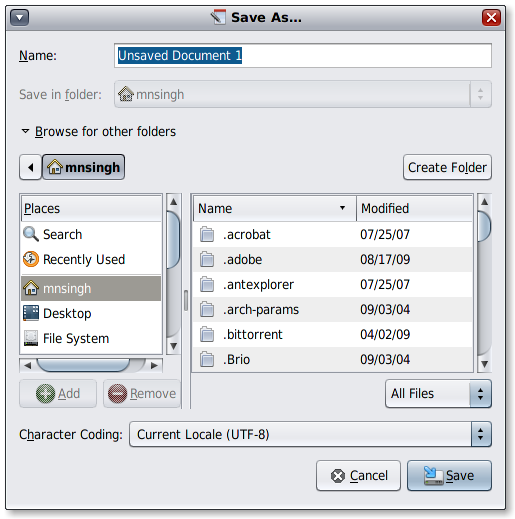 Save As...
Name: Unsaved Document 1
Save in folder: mnsingh
Browse for other folders
mnsingh Create Folder
Places Name Modified
Search .acrobat 07/25/07
Recently Used .adobe 08/17/09
mnsingh .antexplorer 07/25/07
Desktop .arch-params 09/03/04
File System .bittorrent 04/02/09
.Brio 09/03/04
Add Remove All Files
Character Coding: Current Locale (UTF-8)
Cancel Save